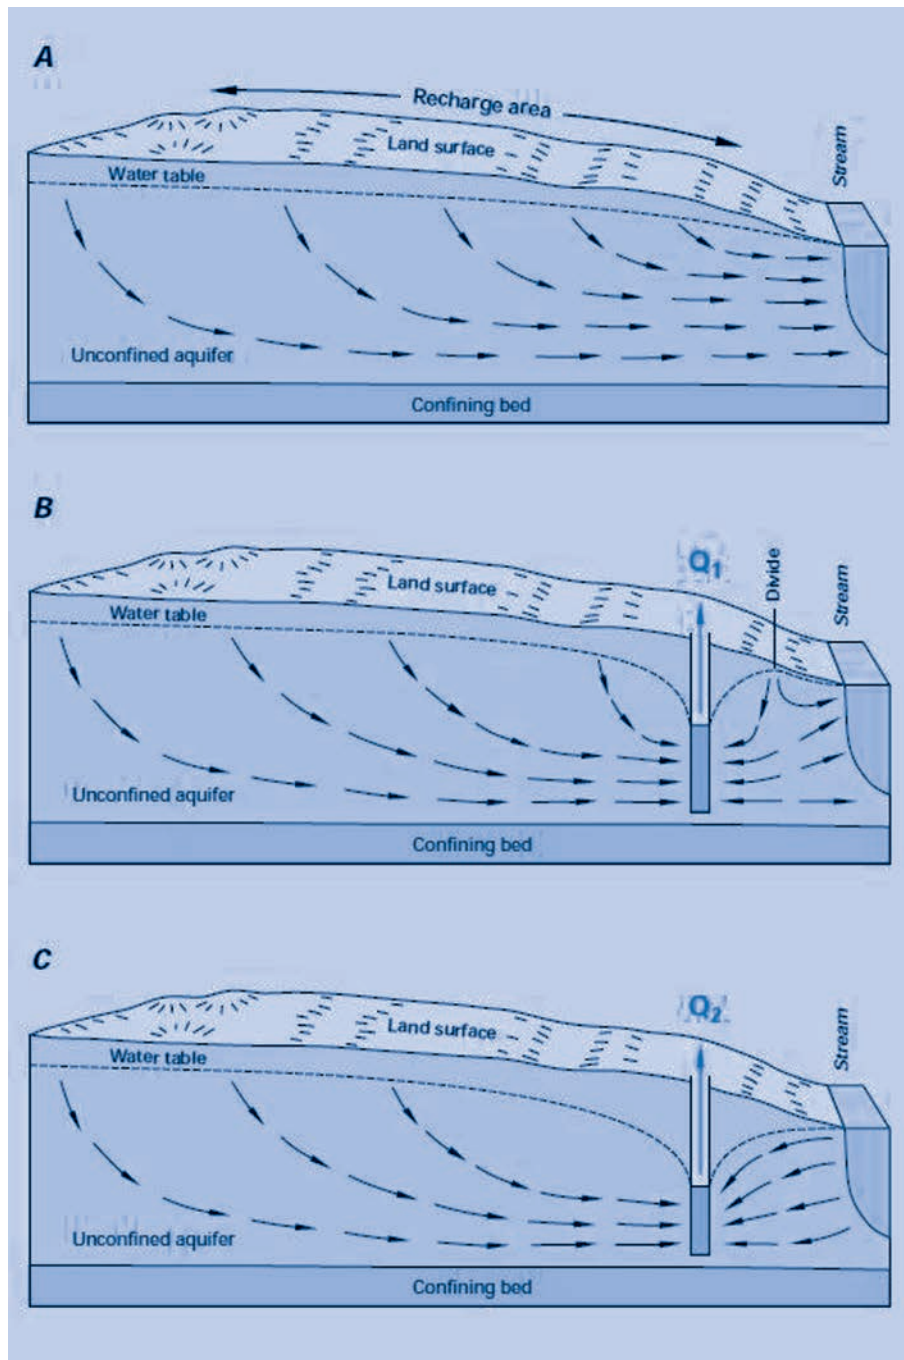 A
Recharge area
Land surface
Stream
Water table
Unconfined aquifer
Confining bed
B
Q1
Divide
Stream
Land surface
Water table
Unconfined aquifer
Confining bed
C
Q2
Stream
Land surface
Water table
Unconfined aquifer
Confining bed